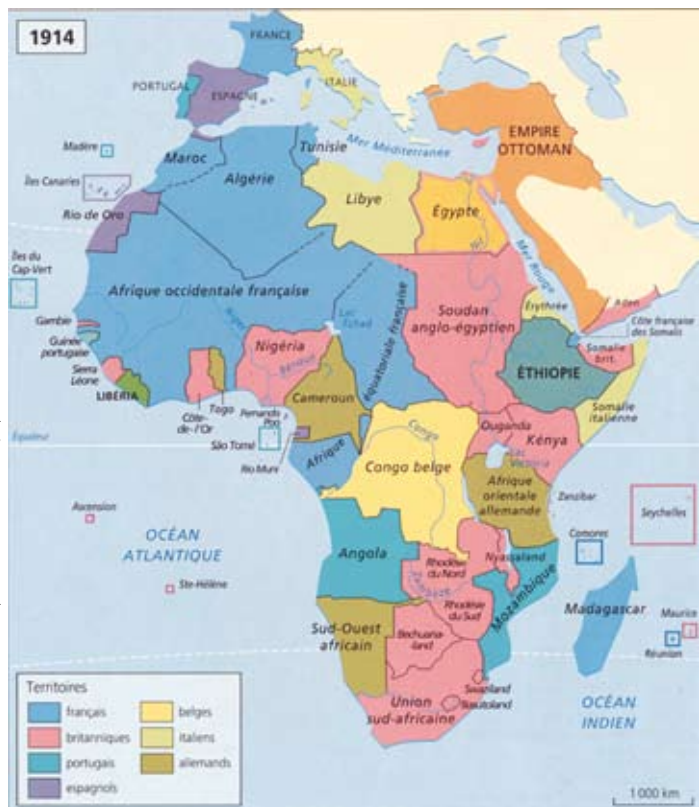 1914
FRANCE
PORTUGAL
ESPAGNE
ITALIE
Mer Méditerranée
EMPIRE
OTTOMAN
Madère
Maroc
Algérie
Tunisie
Îles Canaries
Rio de Oro
Libye
Égypte
Nil
Mer Rouge
Îles du
Cap-Vert
Afrique occidentale française
Niger
Lac
Tchad
équatoriale française
Soudan
anglo-égyptien
Érythrée
Aden
Côte française
des Somalis
Gambie
Guinée
portugaise
Sierra
Léone
LIBÉRIA
Nigéria
Bénoué
ÉTHIOPIE
Somalie
brit.
Somalie
italienne
Togo
Côte-
de-l'Or
Fernando
Poo
Cameroun
São Tomé
Rio Muni
Équateur
Afrique
Congo
Congo belge
Ouganda
Kénya
Lac
Victoria
Afrique
orientale
allemande
Zanzibar
Seychelles
Ascension
OCÉAN
ATLANTIQUE
Ste-Hélène
Angola
Comores
Nyassaland
Rhodésie
du Nord
Zambèze
Mozambique
Rhodésie
du Sud
Madagascar
Maurice
Réunion
Sud-Ouest
africain
Bechuana-
land
Swaziland
Basutoland
Union
sud-africaine
OCÉAN
INDIEN
Territoires
français
belges
britanniques
italiens
portugais
allemands
espagnols
1 000 km